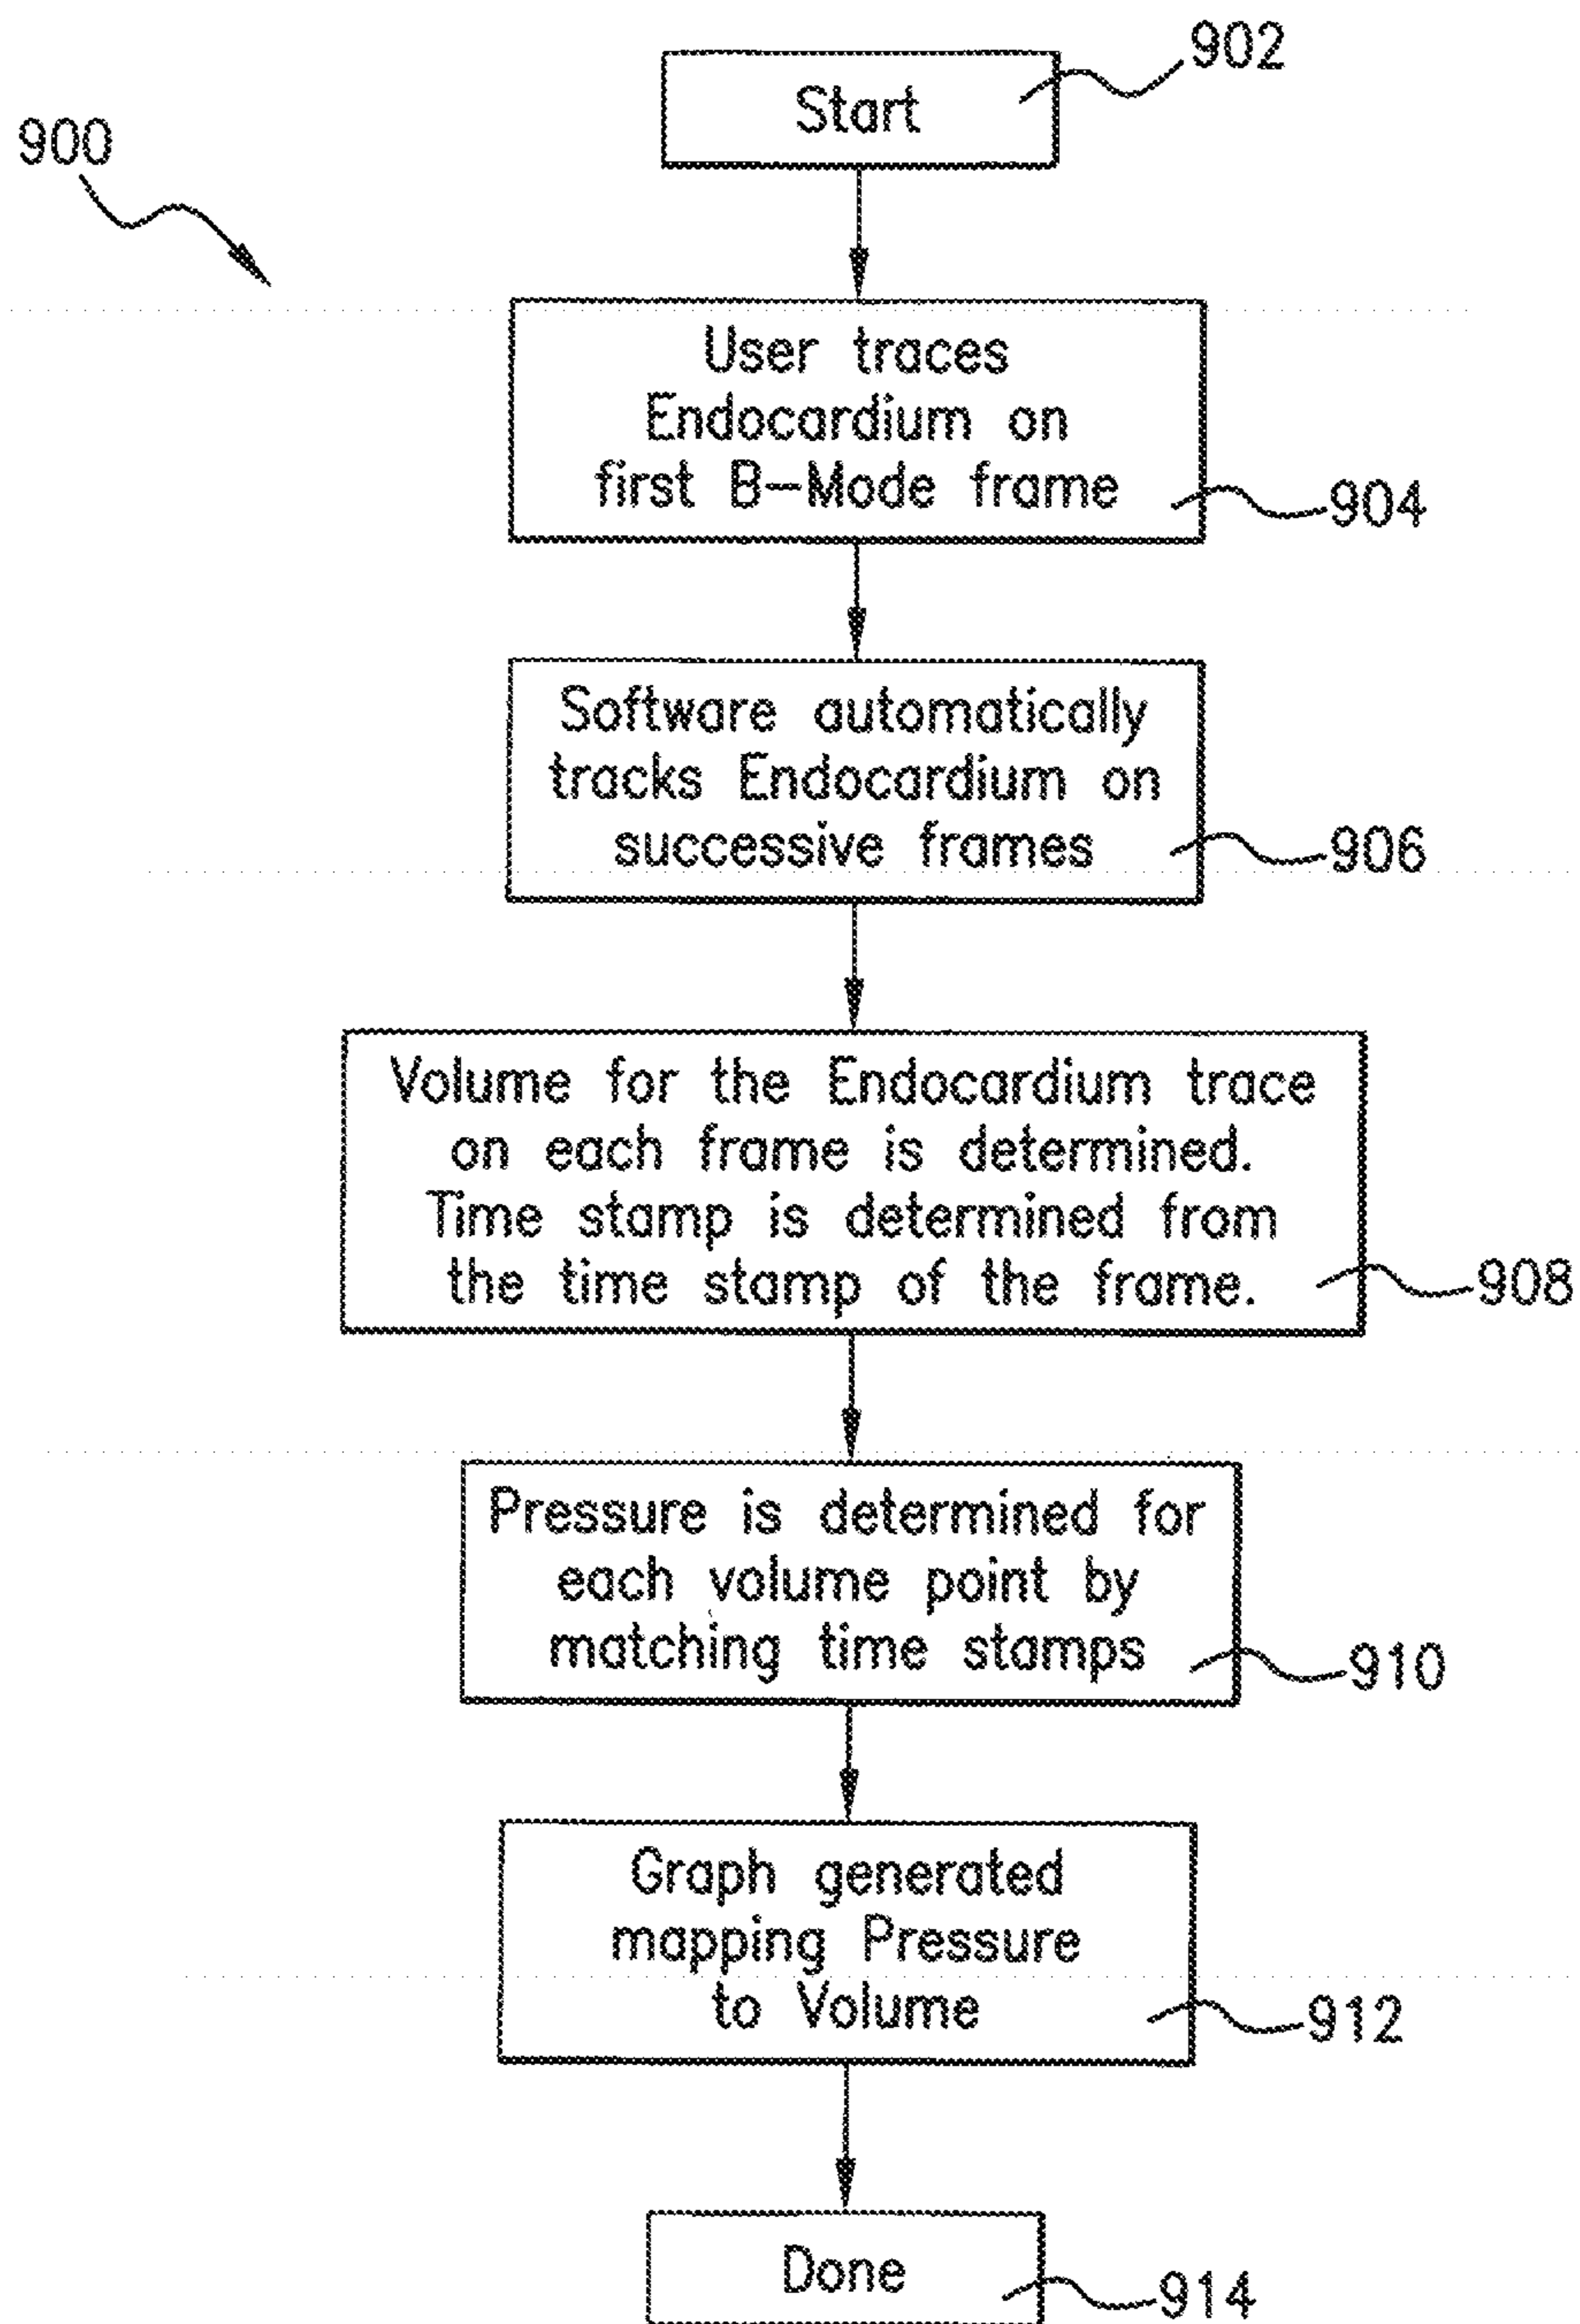 902
Start
900
User traces
Endocardium on
first B-Mode frame
904
Software automatically
tracks Endocardium on
successive frames
906
Volume for the Endocardium trace
on each frame is determined.
Time stamp is determined from
the time stamp of the frame.
908
Pressure is determined for
each volume point by
matching time stamps
910
Graph generated
mapping Pressure
to Volume
912
Done
914